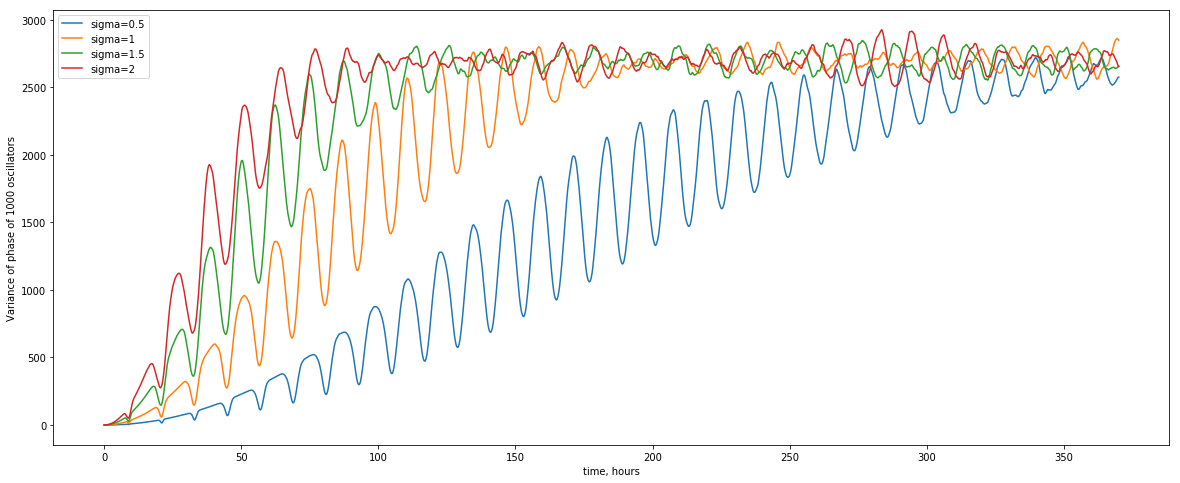 sigma=0.5
sigma=1
sigma=1.5
sigma=2
3000
2500
2000
1500
1000
500
0
Variance of phase of 1000 oscillators
0 50 100 150 200 250 300 350
time, hours